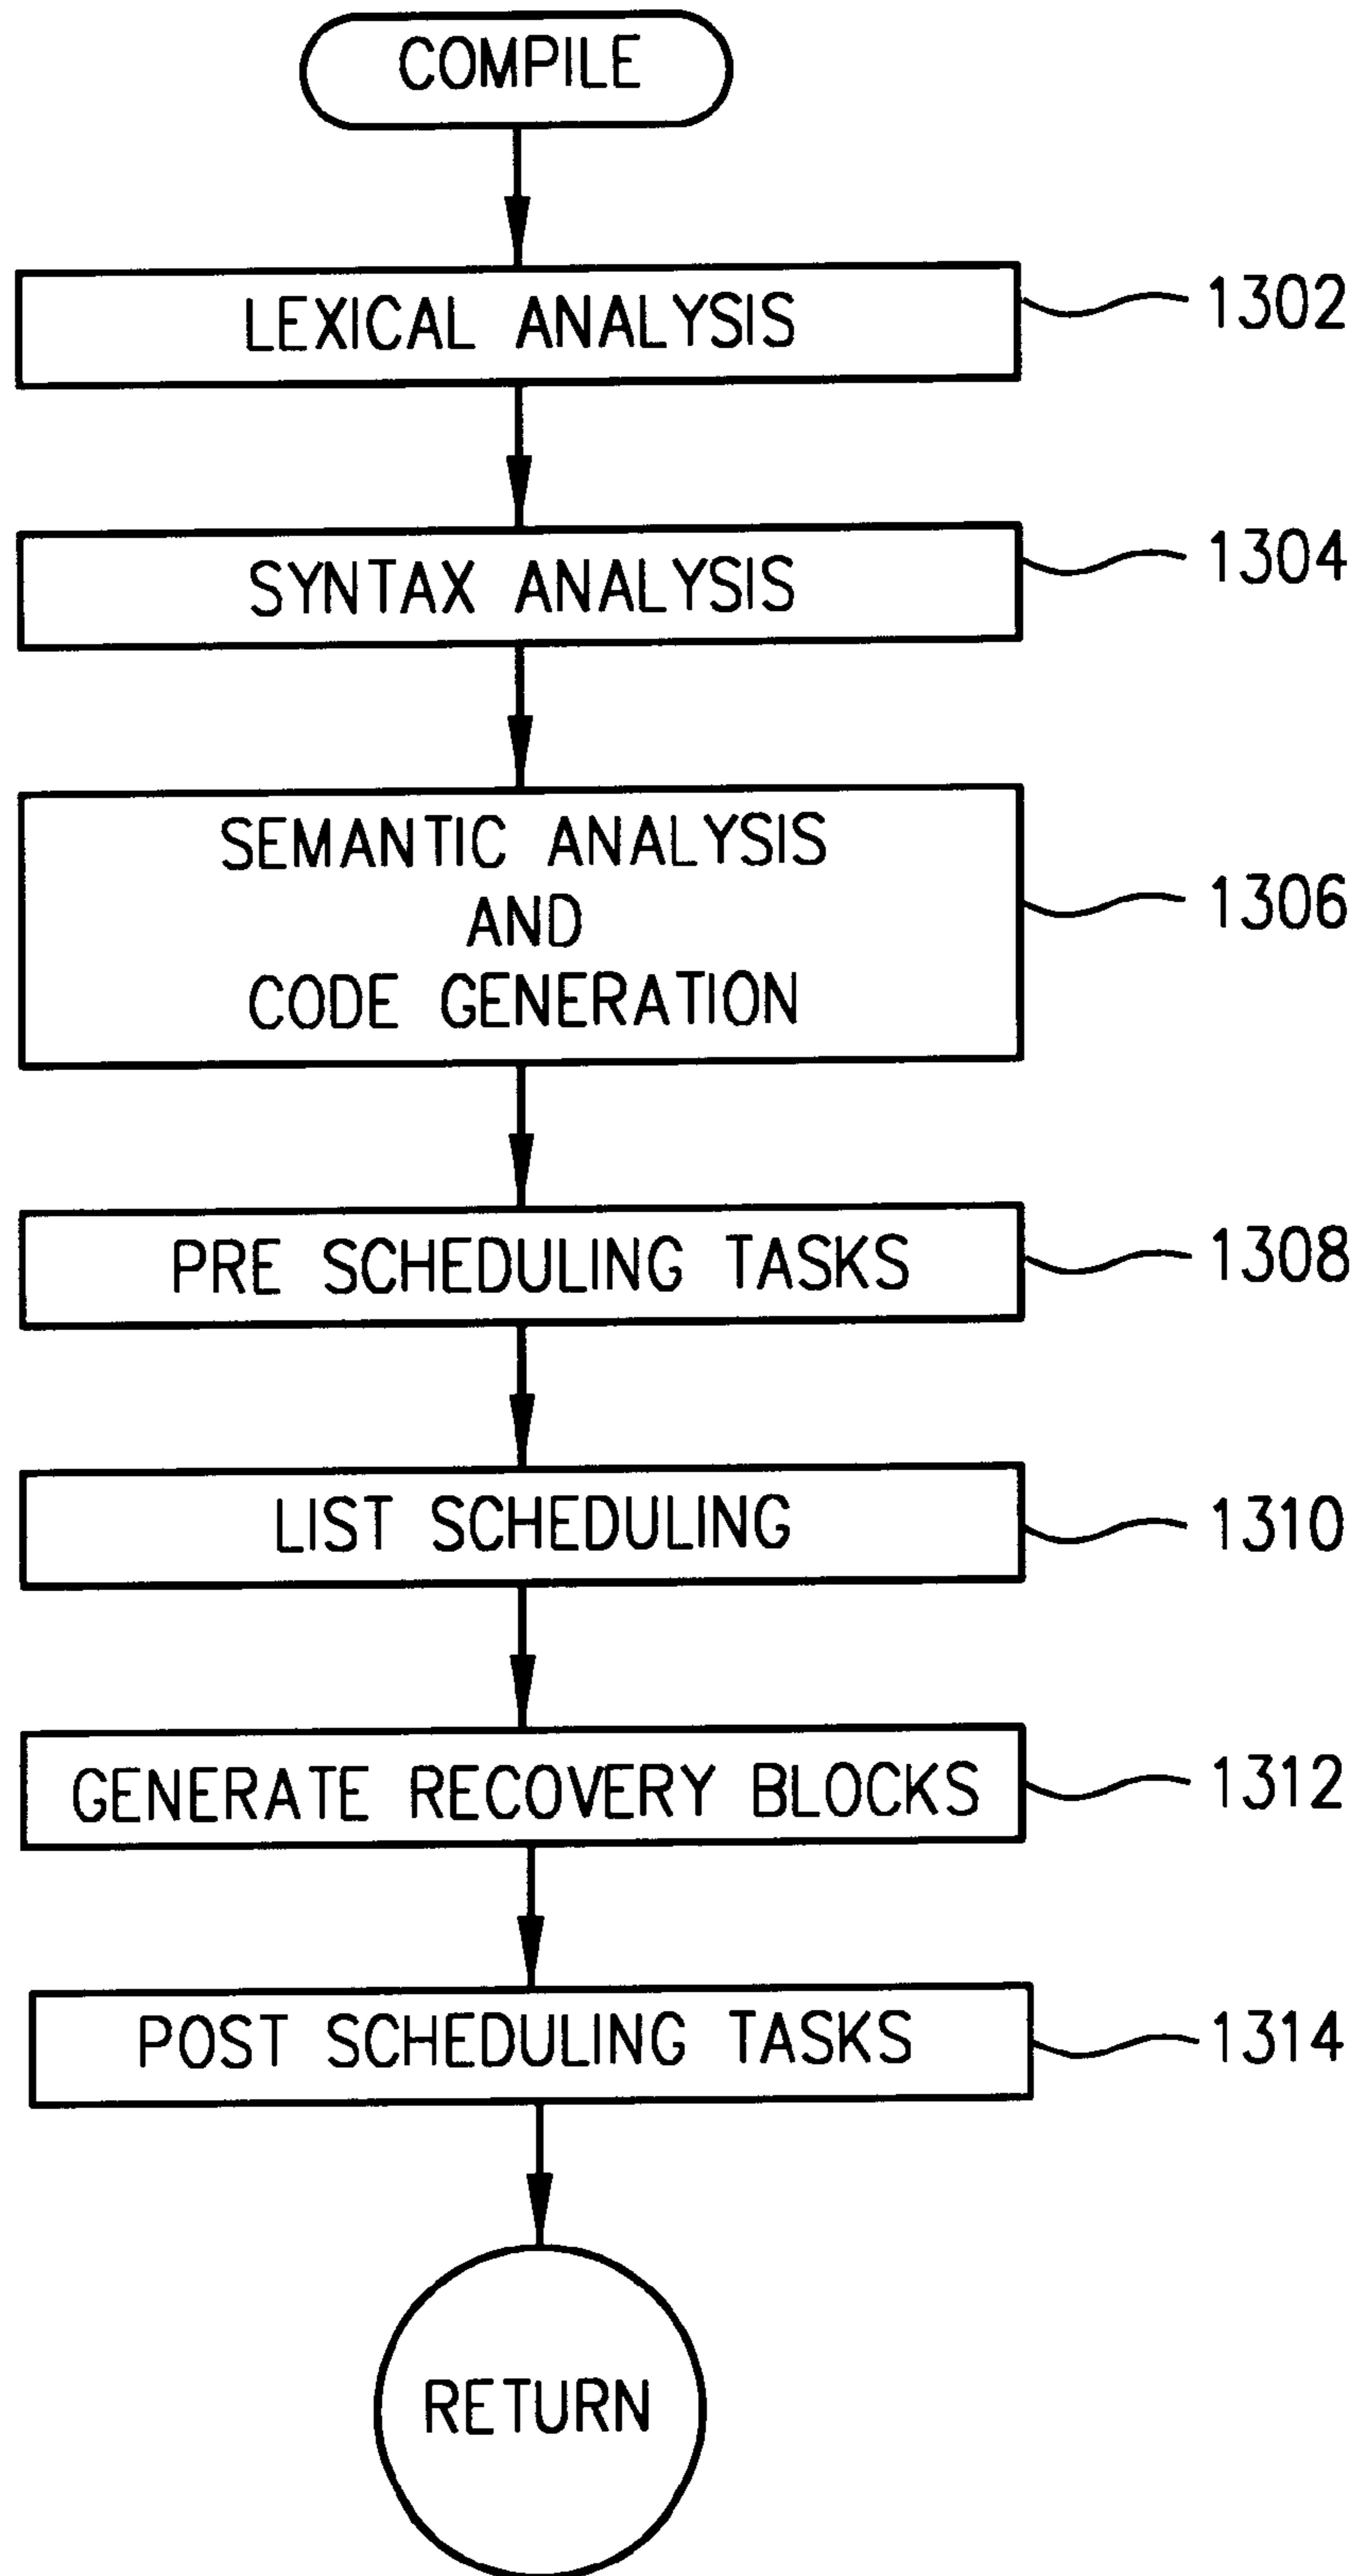 COMPILE
LEXICAL ANALYSIS
1302
SYNTAX ANALYSIS
1304
SEMANTIC ANALYSIS
AND
CODE GENERATION
1306
PRE SCHEDULING TASKS
1308
LIST SCHEDULING
1310
GENERATE RECOVERY BLOCKS
1312
POST SCHEDULING TASKS
1314
RETURN